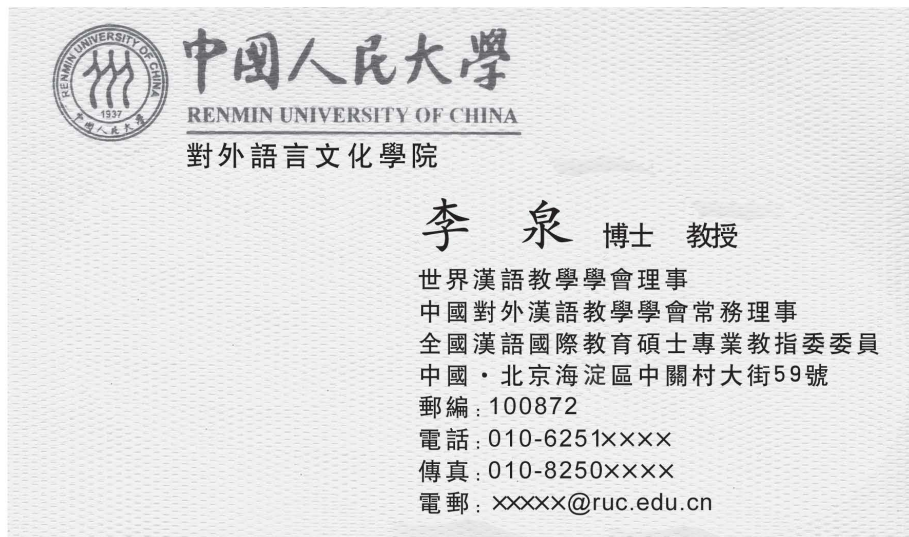 RENMIN UNIVERSITY OF CHINA
1937
中國人民大學
中國人民大學
RENMIN UNIVERSITY OF CHINA
對外語言文化學院
李 泉 博士 教授
世界漢語教學學會理事
中國對外漢語教學學會常務理事
全國漢語國際教育碩士專業教指委委員
中國·北京海淀區中關村大街59號
郵編:100872
電話:010-6251××××
傳真:010-8250××××
電郵:×××××@ruc.edu.cn